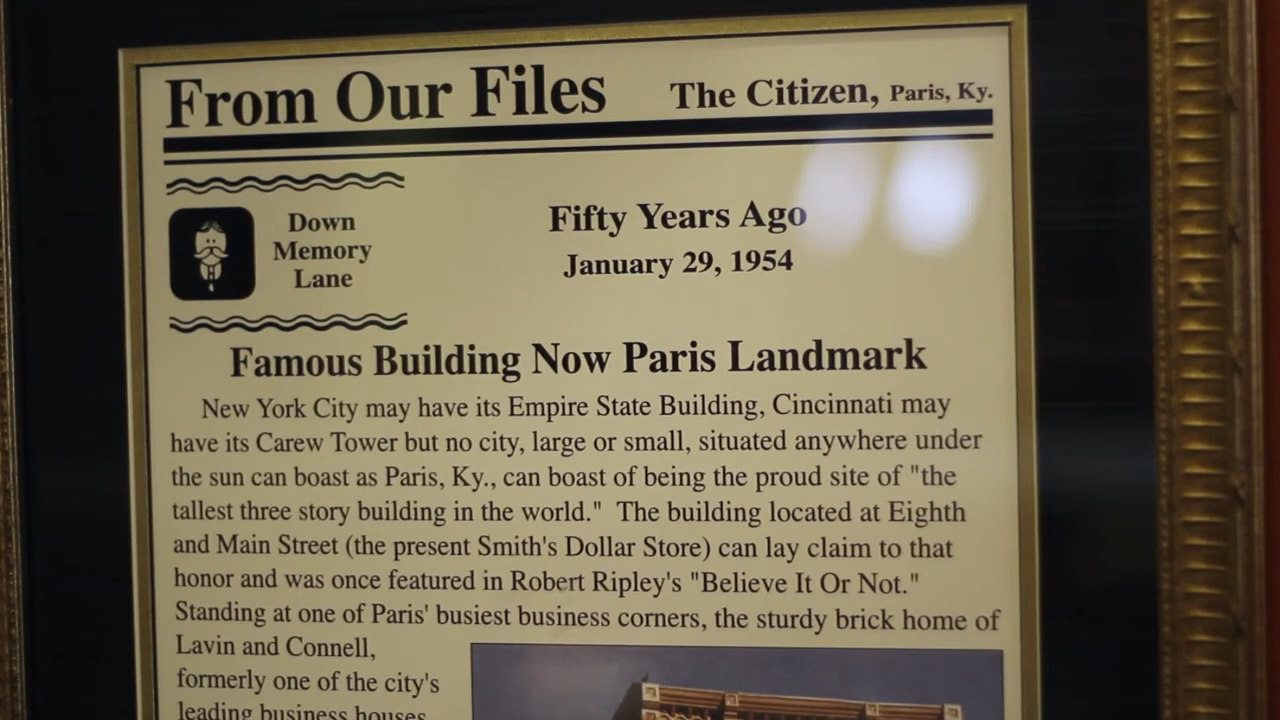 From Our Files
The Citizen, Paris, Ky.
Down
Memory
Lane
Fifty Years Ago
January 29, 1954
Famous Building Now Paris Landmark
New York City may have its Empire State Building, Cincinnati may
have its Carew Tower but no city, large or small, situated anywhere under
the sun can boast as Paris, Ky., can boast of being the proud site of "the
tallest three story building in the world." The building located at Eighth
and Main Street (the present Smith's Dollar Store) can lay claim to that
honor and was once featured in Robert Ripley's "Believe It Or Not."
Standing at one of Paris' busiest business corners, the sturdy brick home of
Lavin and Connell,
formerly one of the city's
leading business houses